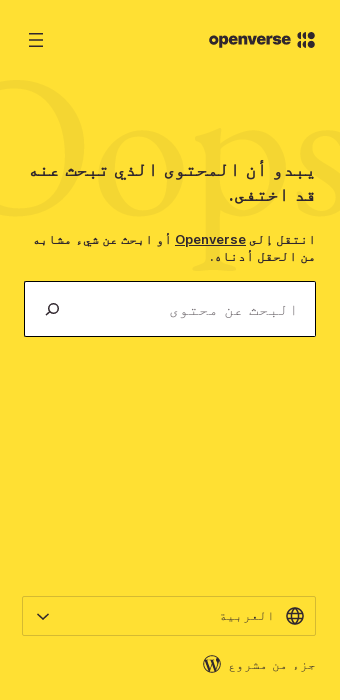 openverse
Oops
يبدو أن المحتوى الذي تبحث عنه
قد اختفى.
انتقل إلى Openverse أو ابحث عن شيء مشابه
من الحقل أدناه.
البحث عن محتوى
العربية
جزء من مشروع